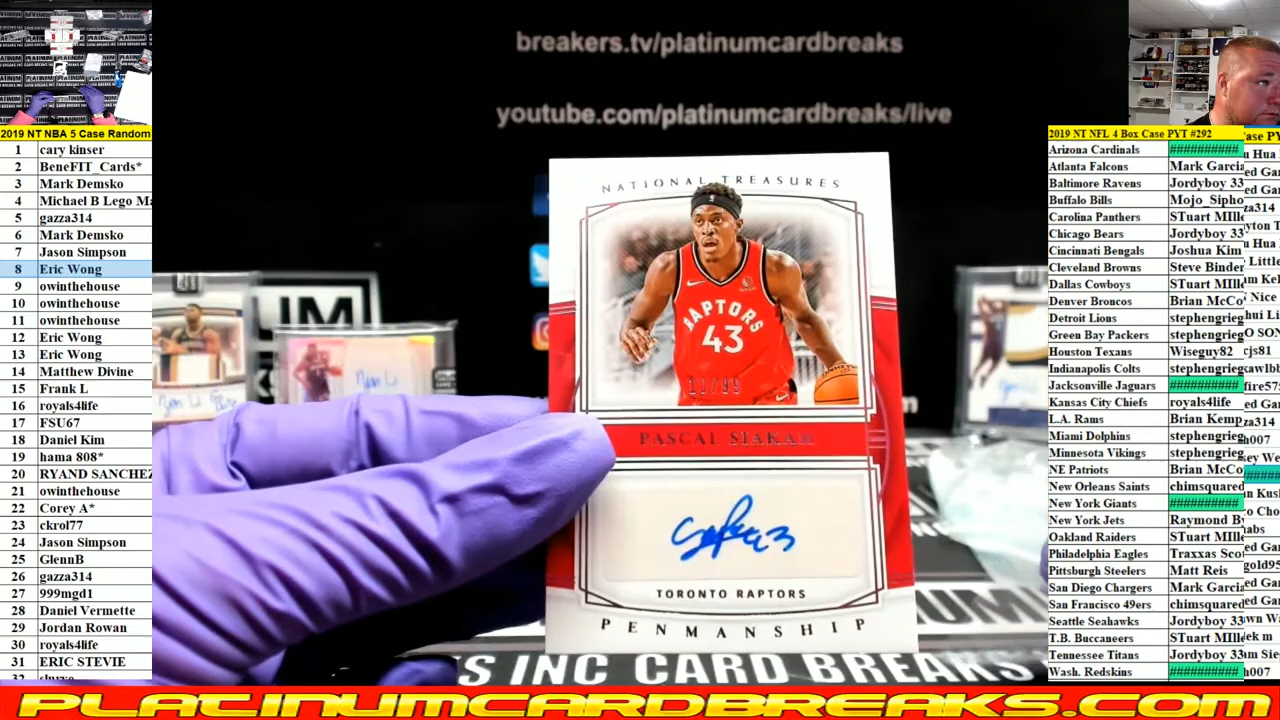 breakers.tv/platinumcardbreaks
youtube.com/platinumcardbreaks/live
2019 NT NBA 5 Case Random
1 cary kinser
2 BeneFIT_Cards*
3 Mark Demsko
4 Michael B Lego Ma
5 gazza314
6 Mark Demsko
7 Jason Simpson
8 Eric Wong
9 owinthehouse
10 owinthehouse
11 owinthehouse
12 Eric Wong
13 Eric Wong
14 Matthew Divine
15 Frank L
16 royals4life
17 FSU67
18 Daniel Kim
19 hama 808*
20 RYAND SANCHEZ
21 owinthehouse
22 Corey A*
23 ckrol77
24 Jason Simpson
25 GlennB
26 gazza314
27 999mgd1
28 Daniel Vermette
29 Jordan Rowan
30 royals4life
31 ERIC STEVIE
NATIONAL TREASURES
RAPTORS
43
PASCAL SIAKAM
TORONTO RAPTORS
PENMANSHIP
S INC CARD BREAKS
2019 NT NFL 4 Box Case PYT #292
Arizona Cardinals ##########
Atlanta Falcons Mark Garcia
Baltimore Ravens Jordyboy 33
Buffalo Bills Mojo_Sipho
Carolina Panthers STuart MIlle
Chicago Bears Jordyboy 33
Cincinnati Bengals Joshua Kim
Cleveland Browns Steve Binder
Dallas Cowboys STuart MIlle
Denver Broncos Brian McCo
Detroit Lions stephengrieg
Green Bay Packers stephengrieg
Houston Texans Wiseguy82
Indianapolis Colts stephengrieg
Jacksonville Jaguars ##########
Kansas City Chiefs royals4life
L.A. Rams Brian Kemp
Miami Dolphins stephengrieg
Minnesota Vikings stephengrieg
NE Patriots Brian McCo
New Orleans Saints chimsquared
New York Giants ##########
New York Jets Raymond By
Oakland Raiders STuart MIlle
Philadelphia Eagles Traxxas Sco
Pittsburgh Steelers Matt Reis
San Diego Chargers Mark Garcia
San Francisco 49ers chimsquared
Seattle Seahawks Jordyboy 33
T.B. Buccaneers STuart MIlle
Tennessee Titans Jordyboy 33
Wash. Redskins ##########
PLATINUMCARDBREAKS.COM